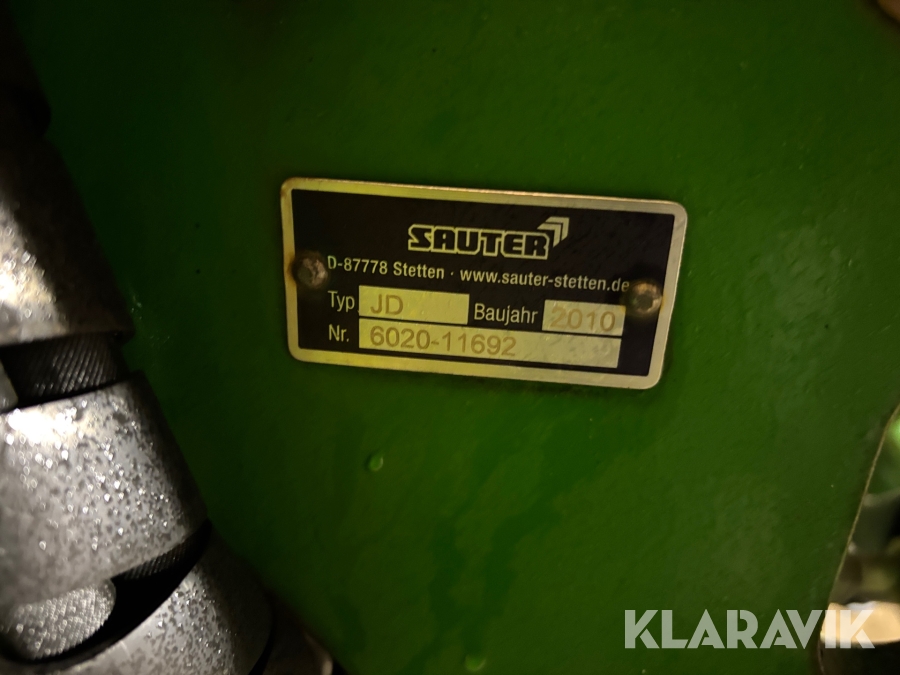 SAUTER
D-87778 Stetten · www.sauter-stetten.de
Typ JD Baujahr 2010
Nr. 6020-11692
KLARAVIK